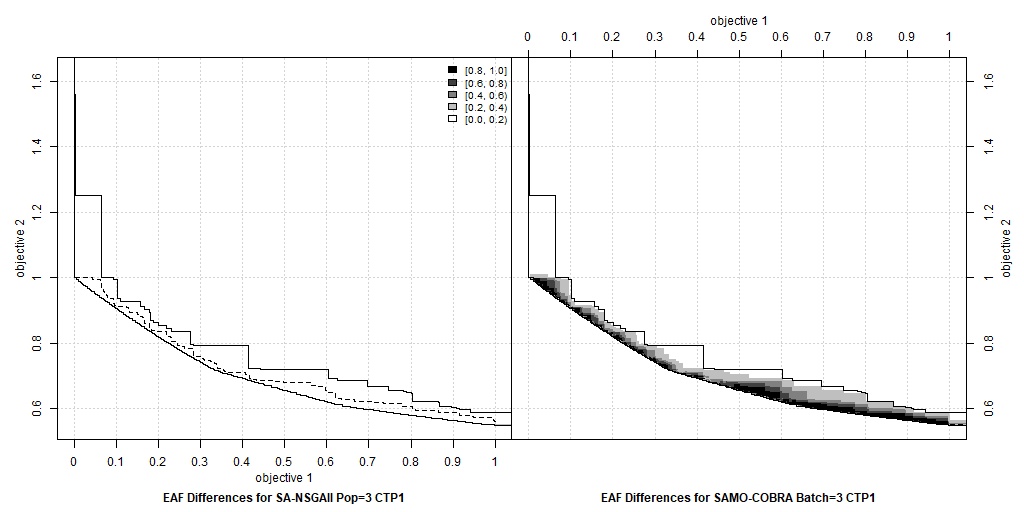 objective 1
0 0.1 0.2 0.3 0.4 0.5 0.6 0.7 0.8 0.9 1
[0.8, 1.0]
[0.6, 0.8)
[0.4, 0.6)
[0.2, 0.4)
[0.0, 0.2)
1.6
1.4
1.2
1
0.8
0.6
objective 2
1.6
1.4
1.2
1
0.8
0.6
objective 2
0 0.1 0.2 0.3 0.4 0.5 0.6 0.7 0.8 0.9 1
objective 1
EAF Differences for SA-NSGAII Pop=3 CTP1
EAF Differences for SAMO-COBRA Batch=3 CTP1